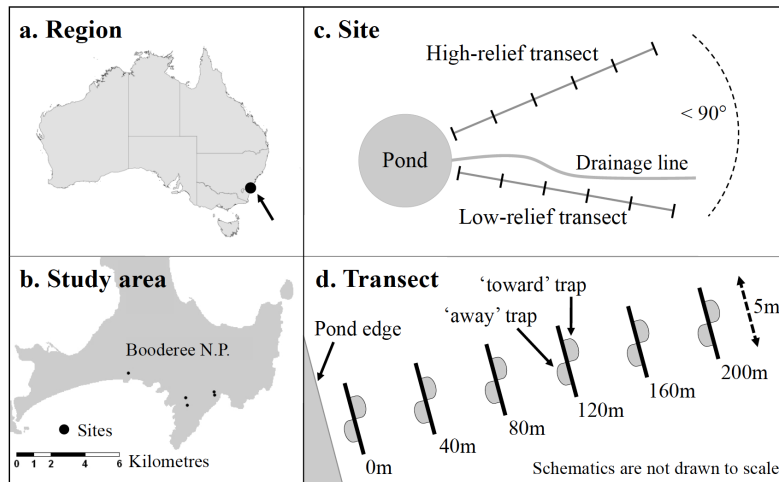 a. Region
c. Site
High-relief transect
< 90°
Pond
Drainage line
Low-relief transect
b. Study area
Booderee N.P.
Sites
0 1 2 4 6
Kilometres
d. Transect
‘toward’ trap
‘away’ trap
Pond edge
5m
0m
40m
80m
120m
160m
200m
Schematics are not drawn to scale